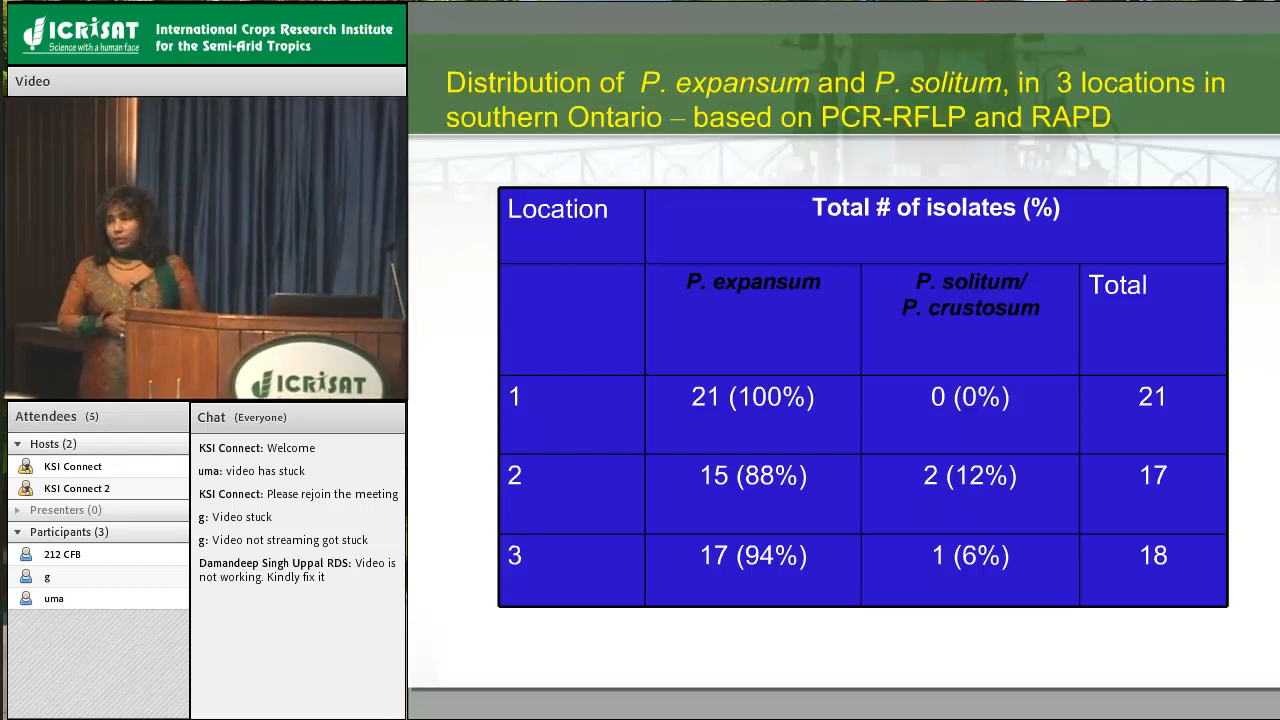 ICRISAT
Science with a human face
International Crops Research Institute
for the Semi-Arid Tropics
Video
ICRISAT
Attendees (5)
Hosts (2)
KSI Connect
KSI Connect 2
Presenters (0)
Participants (3)
212 CFB
g
uma
Chat (Everyone)
KSI Connect: Welcome
uma: video has stuck
KSI Connect: Please rejoin the meeting
g: Video stuck
g: Video not streaming got stuck
Damandeep Singh Uppal RDS: Video is
not working. Kindly fix it
Distribution of P. expansum and P. solitum, in 3 locations in
southern Ontario – based on PCR-RFLP and RAPD
Location Total # of isolates (%)
P. expansum P. solitum/ Total
P. crustosum
1 21 (100%) 0 (0%) 21
2 15 (88%) 2 (12%) 17
3 17 (94%) 1 (6%) 18